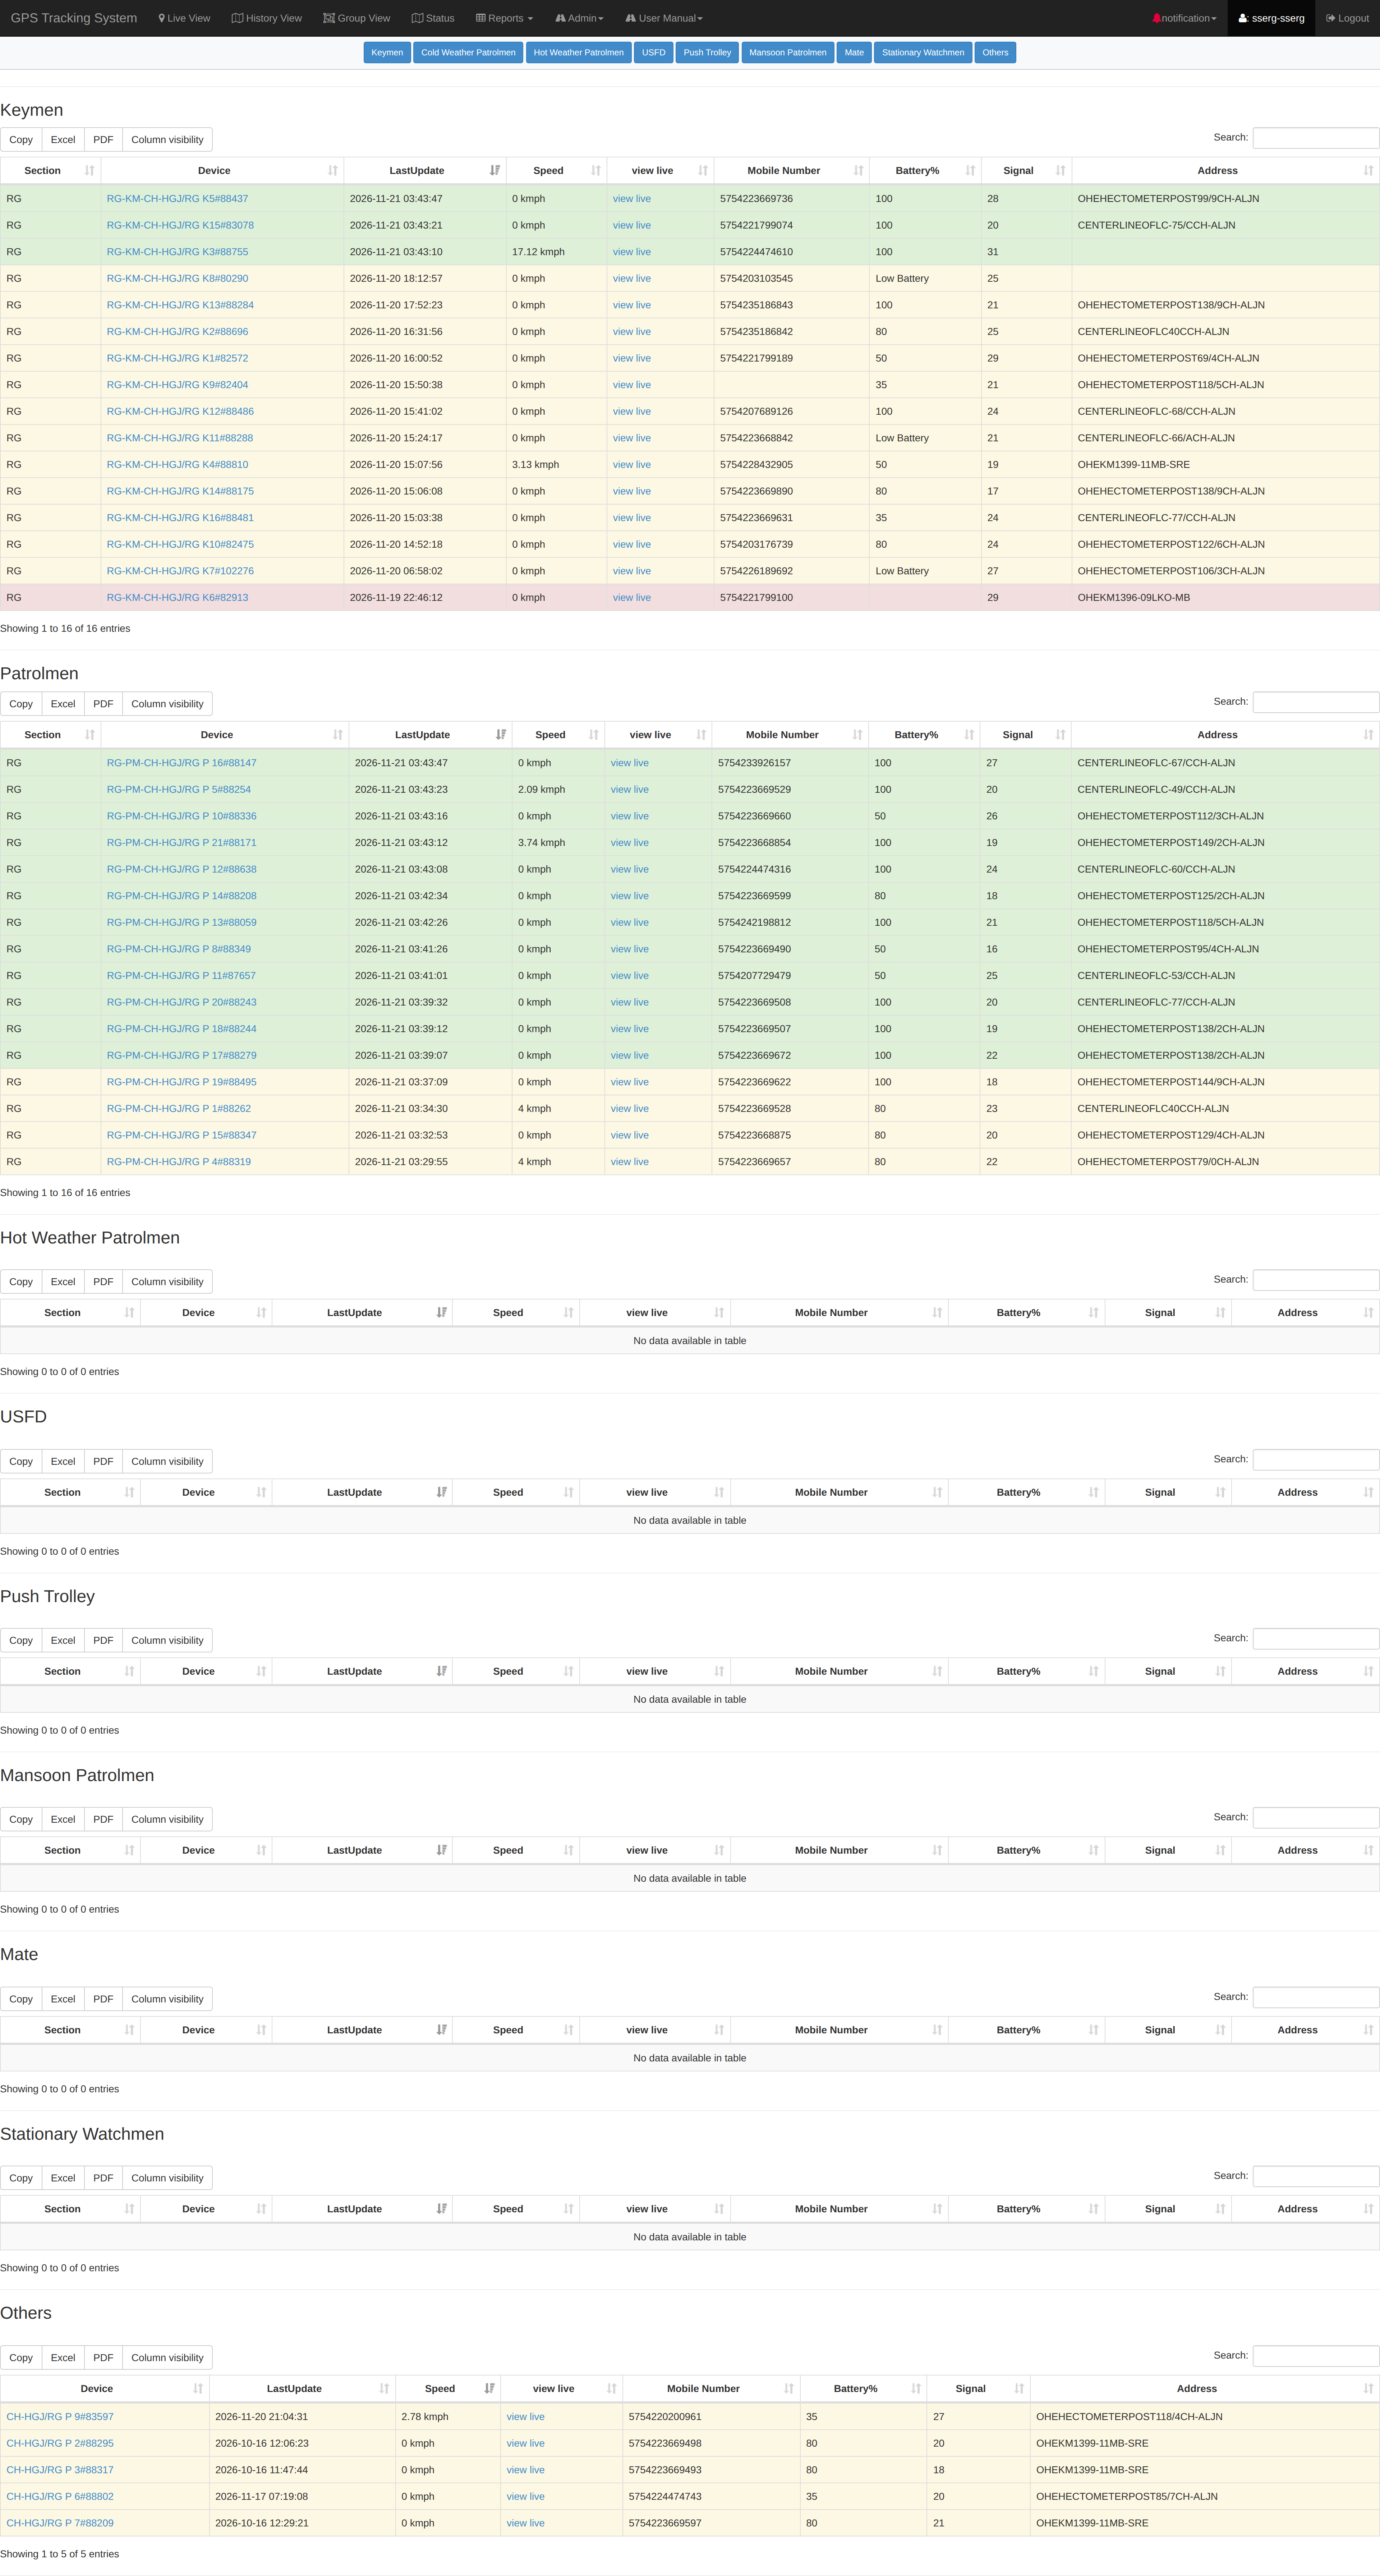 GPS Tracking System Live View History View Group View Status Reports Admin User Manual notification : sserg-sserg Logout
Keymen Cold Weather Patrolmen Hot Weather Patrolmen USFD Push Trolley Mansoon Patrolmen Mate Stationary Watchmen Others
Keymen
Copy Excel PDF Column visibility Search:
Section Device LastUpdate Speed view live Mobile Number Battery% Signal Address
RG RG-KM-CH-HGJ/RG K5#88437 2026-11-21 03:43:47 0 kmph view live 5754223669736 100 28 OHEHECTOMETERPOST99/9CH-ALJN
RG RG-KM-CH-HGJ/RG K15#83078 2026-11-21 03:43:21 0 kmph view live 5754221799074 100 20 CENTERLINEOFLC-75/CCH-ALJN
RG RG-KM-CH-HGJ/RG K3#88755 2026-11-21 03:43:10 17.12 kmph view live 5754224474610 100 31
RG RG-KM-CH-HGJ/RG K8#80290 2026-11-20 18:12:57 0 kmph view live 5754203103545 Low Battery 25
RG RG-KM-CH-HGJ/RG K13#88284 2026-11-20 17:52:23 0 kmph view live 5754235186843 100 21 OHEHECTOMETERPOST138/9CH-ALJN
RG RG-KM-CH-HGJ/RG K2#88696 2026-11-20 16:31:56 0 kmph view live 5754235186842 80 25 CENTERLINEOFLC40CCH-ALJN
RG RG-KM-CH-HGJ/RG K1#82572 2026-11-20 16:00:52 0 kmph view live 5754221799189 50 29 OHEHECTOMETERPOST69/4CH-ALJN
RG RG-KM-CH-HGJ/RG K9#82404 2026-11-20 15:50:38 0 kmph view live 35 21 OHEHECTOMETERPOST118/5CH-ALJN
RG RG-KM-CH-HGJ/RG K12#88486 2026-11-20 15:41:02 0 kmph view live 5754207689126 100 24 CENTERLINEOFLC-68/CCH-ALJN
RG RG-KM-CH-HGJ/RG K11#88288 2026-11-20 15:24:17 0 kmph view live 5754223668842 Low Battery 21 CENTERLINEOFLC-66/ACH-ALJN
RG RG-KM-CH-HGJ/RG K4#88810 2026-11-20 15:07:56 3.13 kmph view live 5754228432905 50 19 OHEKM1399-11MB-SRE
RG RG-KM-CH-HGJ/RG K14#88175 2026-11-20 15:06:08 0 kmph view live 5754223669890 80 17 OHEHECTOMETERPOST138/9CH-ALJN
RG RG-KM-CH-HGJ/RG K16#88481 2026-11-20 15:03:38 0 kmph view live 5754223669631 35 24 CENTERLINEOFLC-77/CCH-ALJN
RG RG-KM-CH-HGJ/RG K10#82475 2026-11-20 14:52:18 0 kmph view live 5754203176739 80 24 OHEHECTOMETERPOST122/6CH-ALJN
RG RG-KM-CH-HGJ/RG K7#102276 2026-11-20 06:58:02 0 kmph view live 5754226189692 Low Battery 27 OHEHECTOMETERPOST106/3CH-ALJN
RG RG-KM-CH-HGJ/RG K6#82913 2026-11-19 22:46:12 0 kmph view live 5754221799100 29 OHEKM1396-09LKO-MB
Showing 1 to 16 of 16 entries
Patrolmen
Copy Excel PDF Column visibility Search:
Section Device LastUpdate Speed view live Mobile Number Battery% Signal Address
RG RG-PM-CH-HGJ/RG P 16#88147 2026-11-21 03:43:47 0 kmph view live 5754233926157 100 27 CENTERLINEOFLC-67/CCH-ALJN
RG RG-PM-CH-HGJ/RG P 5#88254 2026-11-21 03:43:23 2.09 kmph view live 5754223669529 100 20 CENTERLINEOFLC-49/CCH-ALJN
RG RG-PM-CH-HGJ/RG P 10#88336 2026-11-21 03:43:16 0 kmph view live 5754223669660 50 26 OHEHECTOMETERPOST112/3CH-ALJN
RG RG-PM-CH-HGJ/RG P 21#88171 2026-11-21 03:43:12 3.74 kmph view live 5754223668854 100 19 OHEHECTOMETERPOST149/2CH-ALJN
RG RG-PM-CH-HGJ/RG P 12#88638 2026-11-21 03:43:08 0 kmph view live 5754224474316 100 24 CENTERLINEOFLC-60/CCH-ALJN
RG RG-PM-CH-HGJ/RG P 14#88208 2026-11-21 03:42:34 0 kmph view live 5754223669599 80 18 OHEHECTOMETERPOST125/2CH-ALJN
RG RG-PM-CH-HGJ/RG P 13#88059 2026-11-21 03:42:26 0 kmph view live 5754242198812 100 21 OHEHECTOMETERPOST118/5CH-ALJN
RG RG-PM-CH-HGJ/RG P 8#88349 2026-11-21 03:41:26 0 kmph view live 5754223669490 50 16 OHEHECTOMETERPOST95/4CH-ALJN
RG RG-PM-CH-HGJ/RG P 11#87657 2026-11-21 03:41:01 0 kmph view live 5754207729479 50 25 CENTERLINEOFLC-53/CCH-ALJN
RG RG-PM-CH-HGJ/RG P 20#88243 2026-11-21 03:39:32 0 kmph view live 5754223669508 100 20 CENTERLINEOFLC-77/CCH-ALJN
RG RG-PM-CH-HGJ/RG P 18#88244 2026-11-21 03:39:12 0 kmph view live 5754223669507 100 19 OHEHECTOMETERPOST138/2CH-ALJN
RG RG-PM-CH-HGJ/RG P 17#88279 2026-11-21 03:39:07 0 kmph view live 5754223669672 100 22 OHEHECTOMETERPOST138/2CH-ALJN
RG RG-PM-CH-HGJ/RG P 19#88495 2026-11-21 03:37:09 0 kmph view live 5754223669622 100 18 OHEHECTOMETERPOST144/9CH-ALJN
RG RG-PM-CH-HGJ/RG P 1#88262 2026-11-21 03:34:30 4 kmph view live 5754223669528 80 23 CENTERLINEOFLC40CCH-ALJN
RG RG-PM-CH-HGJ/RG P 15#88347 2026-11-21 03:32:53 0 kmph view live 5754223668875 80 20 OHEHECTOMETERPOST129/4CH-ALJN
RG RG-PM-CH-HGJ/RG P 4#88319 2026-11-21 03:29:55 4 kmph view live 5754223669657 80 22 OHEHECTOMETERPOST79/0CH-ALJN
Showing 1 to 16 of 16 entries
Hot Weather Patrolmen
Copy Excel PDF Column visibility Search:
Section Device LastUpdate Speed view live Mobile Number Battery% Signal Address
No data available in table
Showing 0 to 0 of 0 entries
USFD
Copy Excel PDF Column visibility Search:
Section Device LastUpdate Speed view live Mobile Number Battery% Signal Address
No data available in table
Showing 0 to 0 of 0 entries
Push Trolley
Copy Excel PDF Column visibility Search:
Section Device LastUpdate Speed view live Mobile Number Battery% Signal Address
No data available in table
Showing 0 to 0 of 0 entries
Mansoon Patrolmen
Copy Excel PDF Column visibility Search:
Section Device LastUpdate Speed view live Mobile Number Battery% Signal Address
No data available in table
Showing 0 to 0 of 0 entries
Mate
Copy Excel PDF Column visibility Search:
Section Device LastUpdate Speed view live Mobile Number Battery% Signal Address
No data available in table
Showing 0 to 0 of 0 entries
Stationary Watchmen
Copy Excel PDF Column visibility Search:
Section Device LastUpdate Speed view live Mobile Number Battery% Signal Address
No data available in table
Showing 0 to 0 of 0 entries
Others
Copy Excel PDF Column visibility Search:
Device LastUpdate Speed view live Mobile Number Battery% Signal Address
CH-HGJ/RG P 9#83597 2026-11-20 21:04:31 2.78 kmph view live 5754220200961 35 27 OHEHECTOMETERPOST118/4CH-ALJN
CH-HGJ/RG P 2#88295 2026-10-16 12:06:23 0 kmph view live 5754223669498 80 20 OHEKM1399-11MB-SRE
CH-HGJ/RG P 3#88317 2026-10-16 11:47:44 0 kmph view live 5754223669493 80 18 OHEKM1399-11MB-SRE
CH-HGJ/RG P 6#88802 2026-11-17 07:19:08 0 kmph view live 5754224474743 35 20 OHEHECTOMETERPOST85/7CH-ALJN
CH-HGJ/RG P 7#88209 2026-10-16 12:29:21 0 kmph view live 5754223669597 80 21 OHEKM1399-11MB-SRE
Showing 1 to 5 of 5 entries